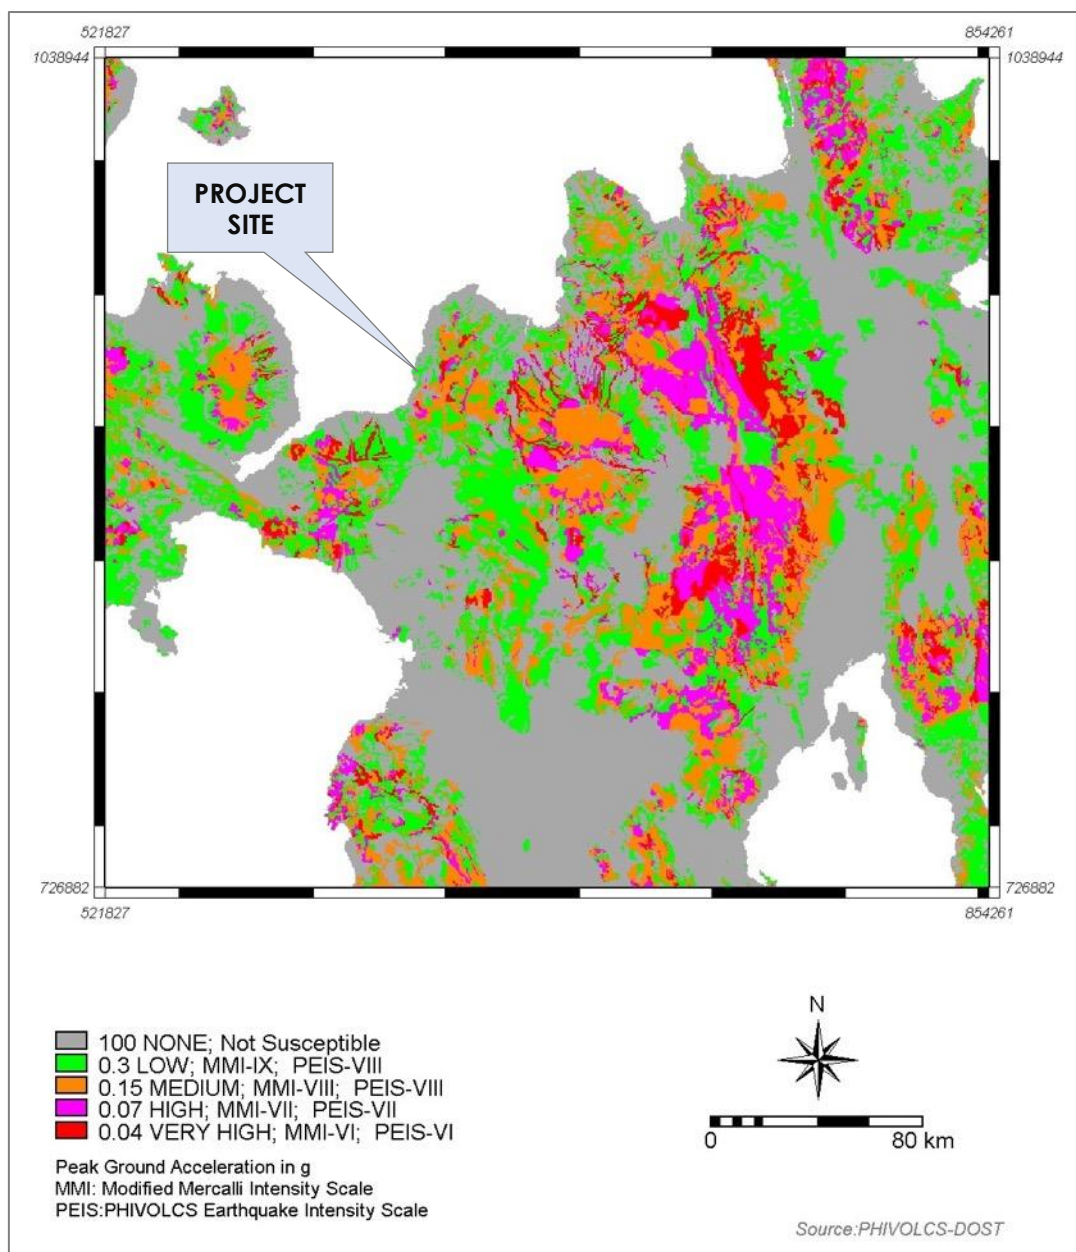 521827
854261
1038944
1038944
PROJECT
SITE
726882
726882
521827
854261
N
100 NONE; Not Susceptible
0.3 LOW; MMI-IX; PEIS-VIII
0.15 MEDIUM; MMI-VIII; PEIS-VIII
0.07 HIGH; MMI-VII; PEIS-VII
0.04 VERY HIGH; MMI-VI; PEIS-VI
0
80 km
Peak Ground Acceleration in g
MMI: Modified Mercalli Intensity Scale
PEIS:PHIVOLCS Earthquake Intensity Scale
Source:PHIVOLCS-DOST